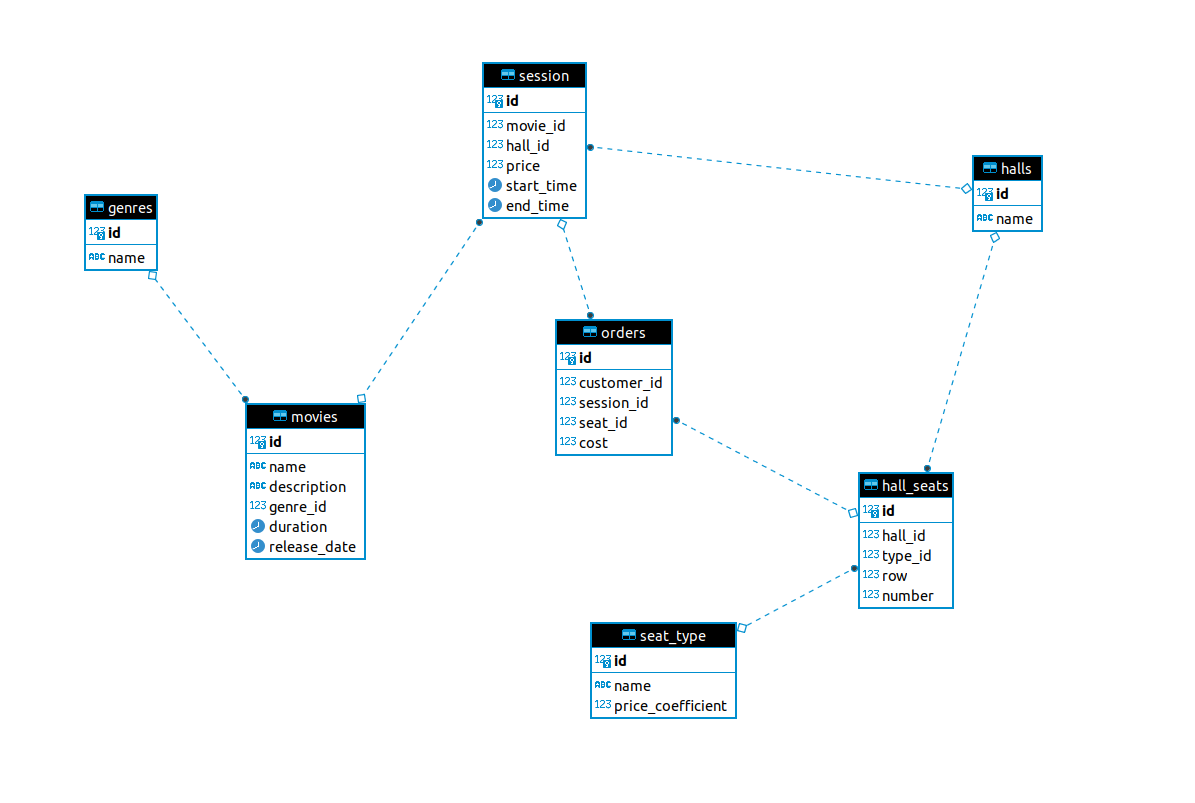 session
123 id
123 movie_id
123 hall_id
123 price
start_time
end_time
halls
123 id
ABC name
genres
123 id
ABC name
orders
123 id
123 customer_id
123 session_id
123 seat_id
123 cost
movies
123 id
ABC name
ABC description
123 genre_id
duration
release_date
hall_seats
123 id
123 hall_id
123 type_id
123 row
123 number
seat_type
123 id
ABC name
123 price_coefficient